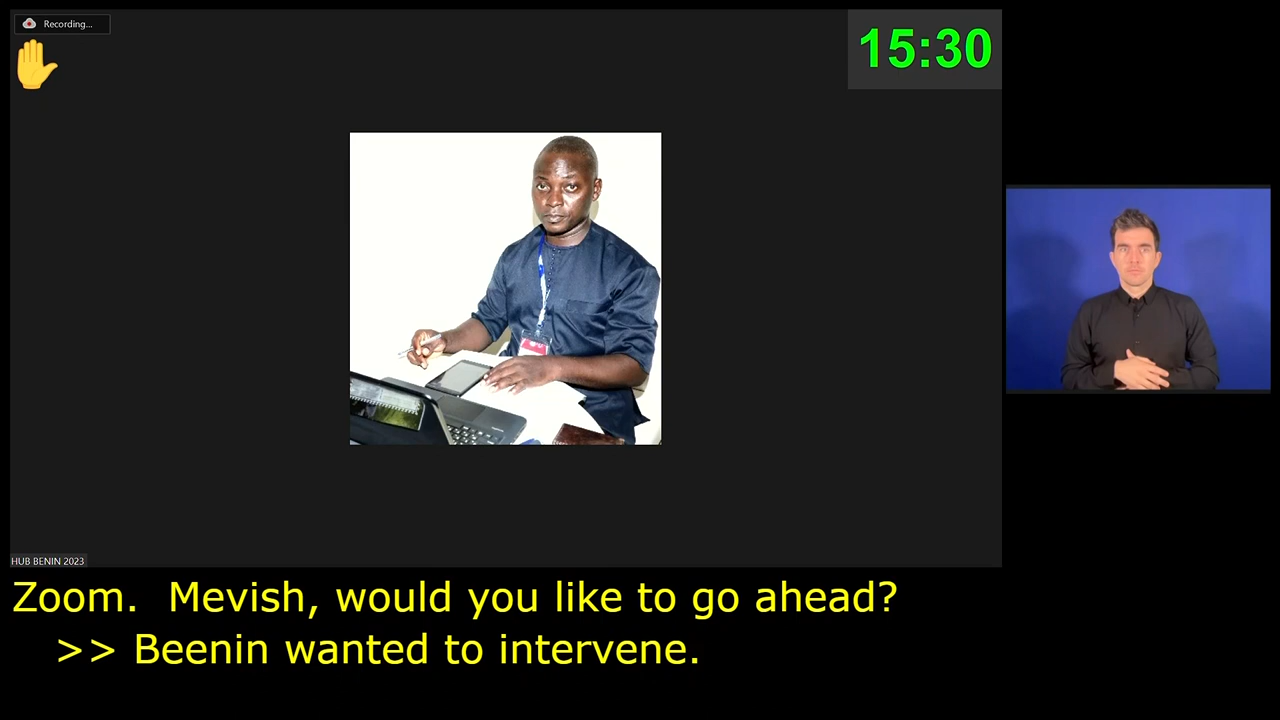 Recording...
15:30
HUB BENIN 2023
Zoom.  Mevish, would you like to go ahead?
>> Beenin wanted to intervene.